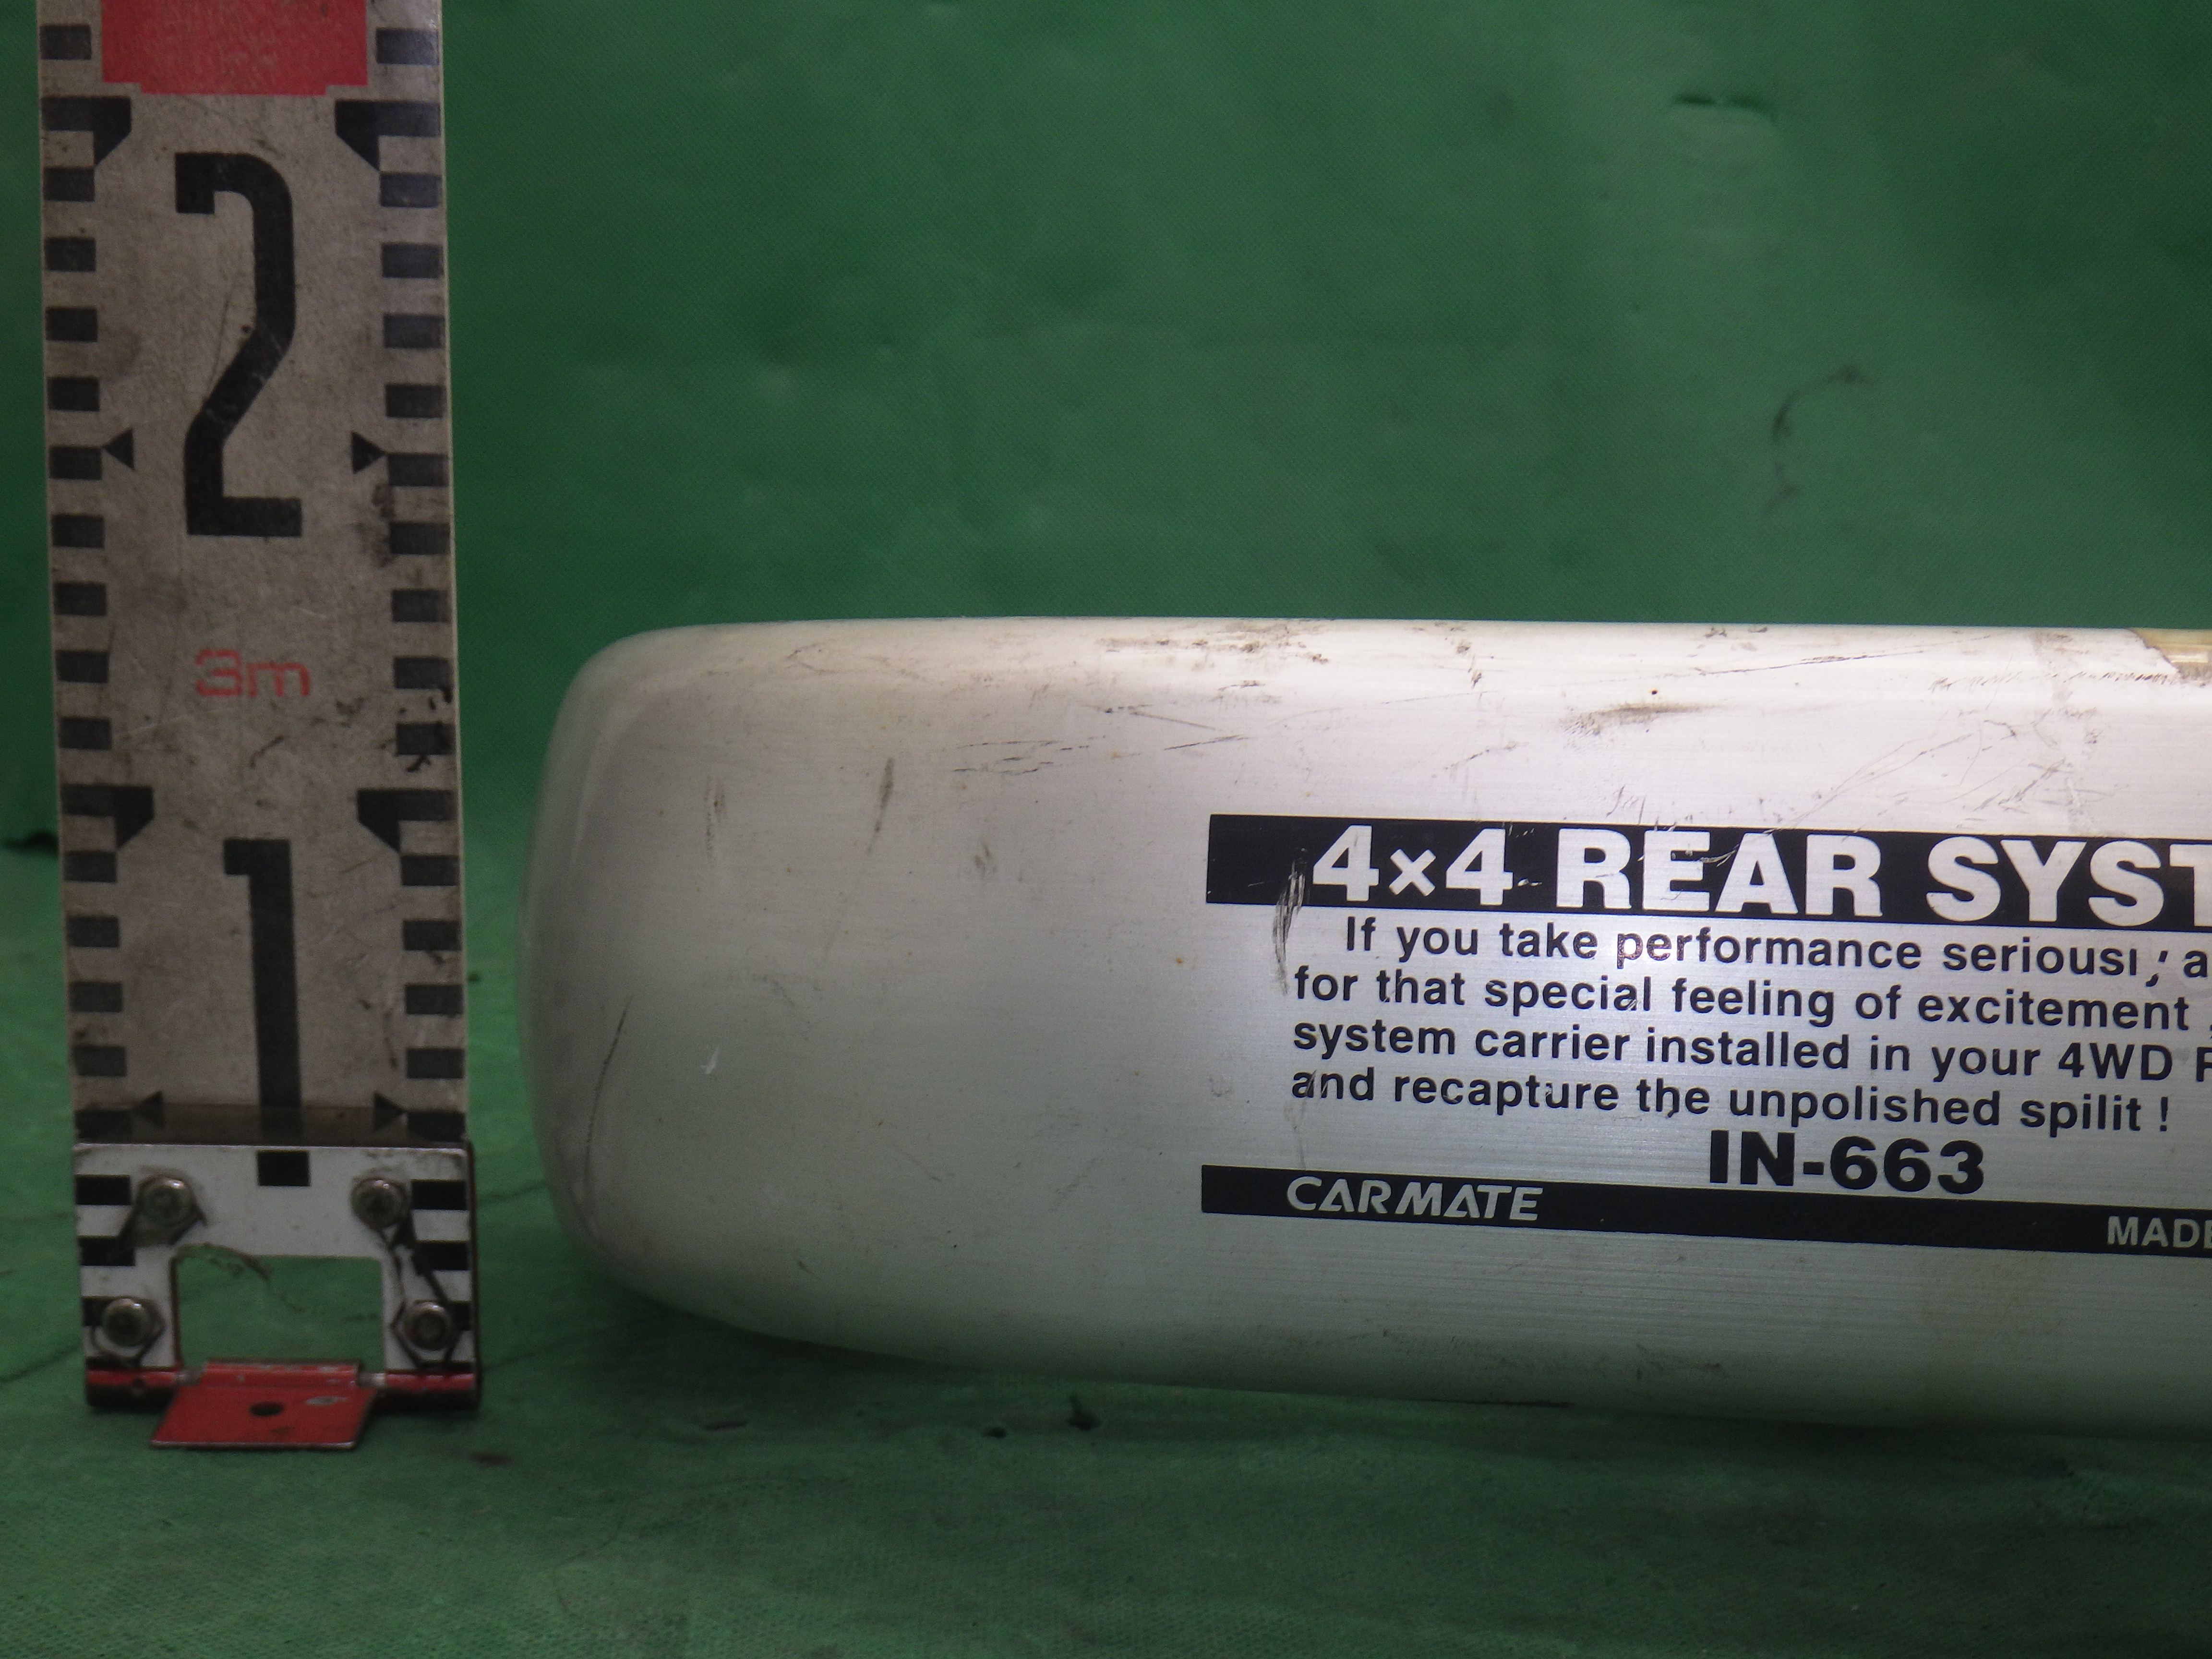 2
3m
1
4×4 REAR SYST
If you take performance seriously, a
for that special feeling of excitement,
system carrier installed in your 4WD R
and recapture the unpolished spilit!
IN-663
CARMATE
MADE